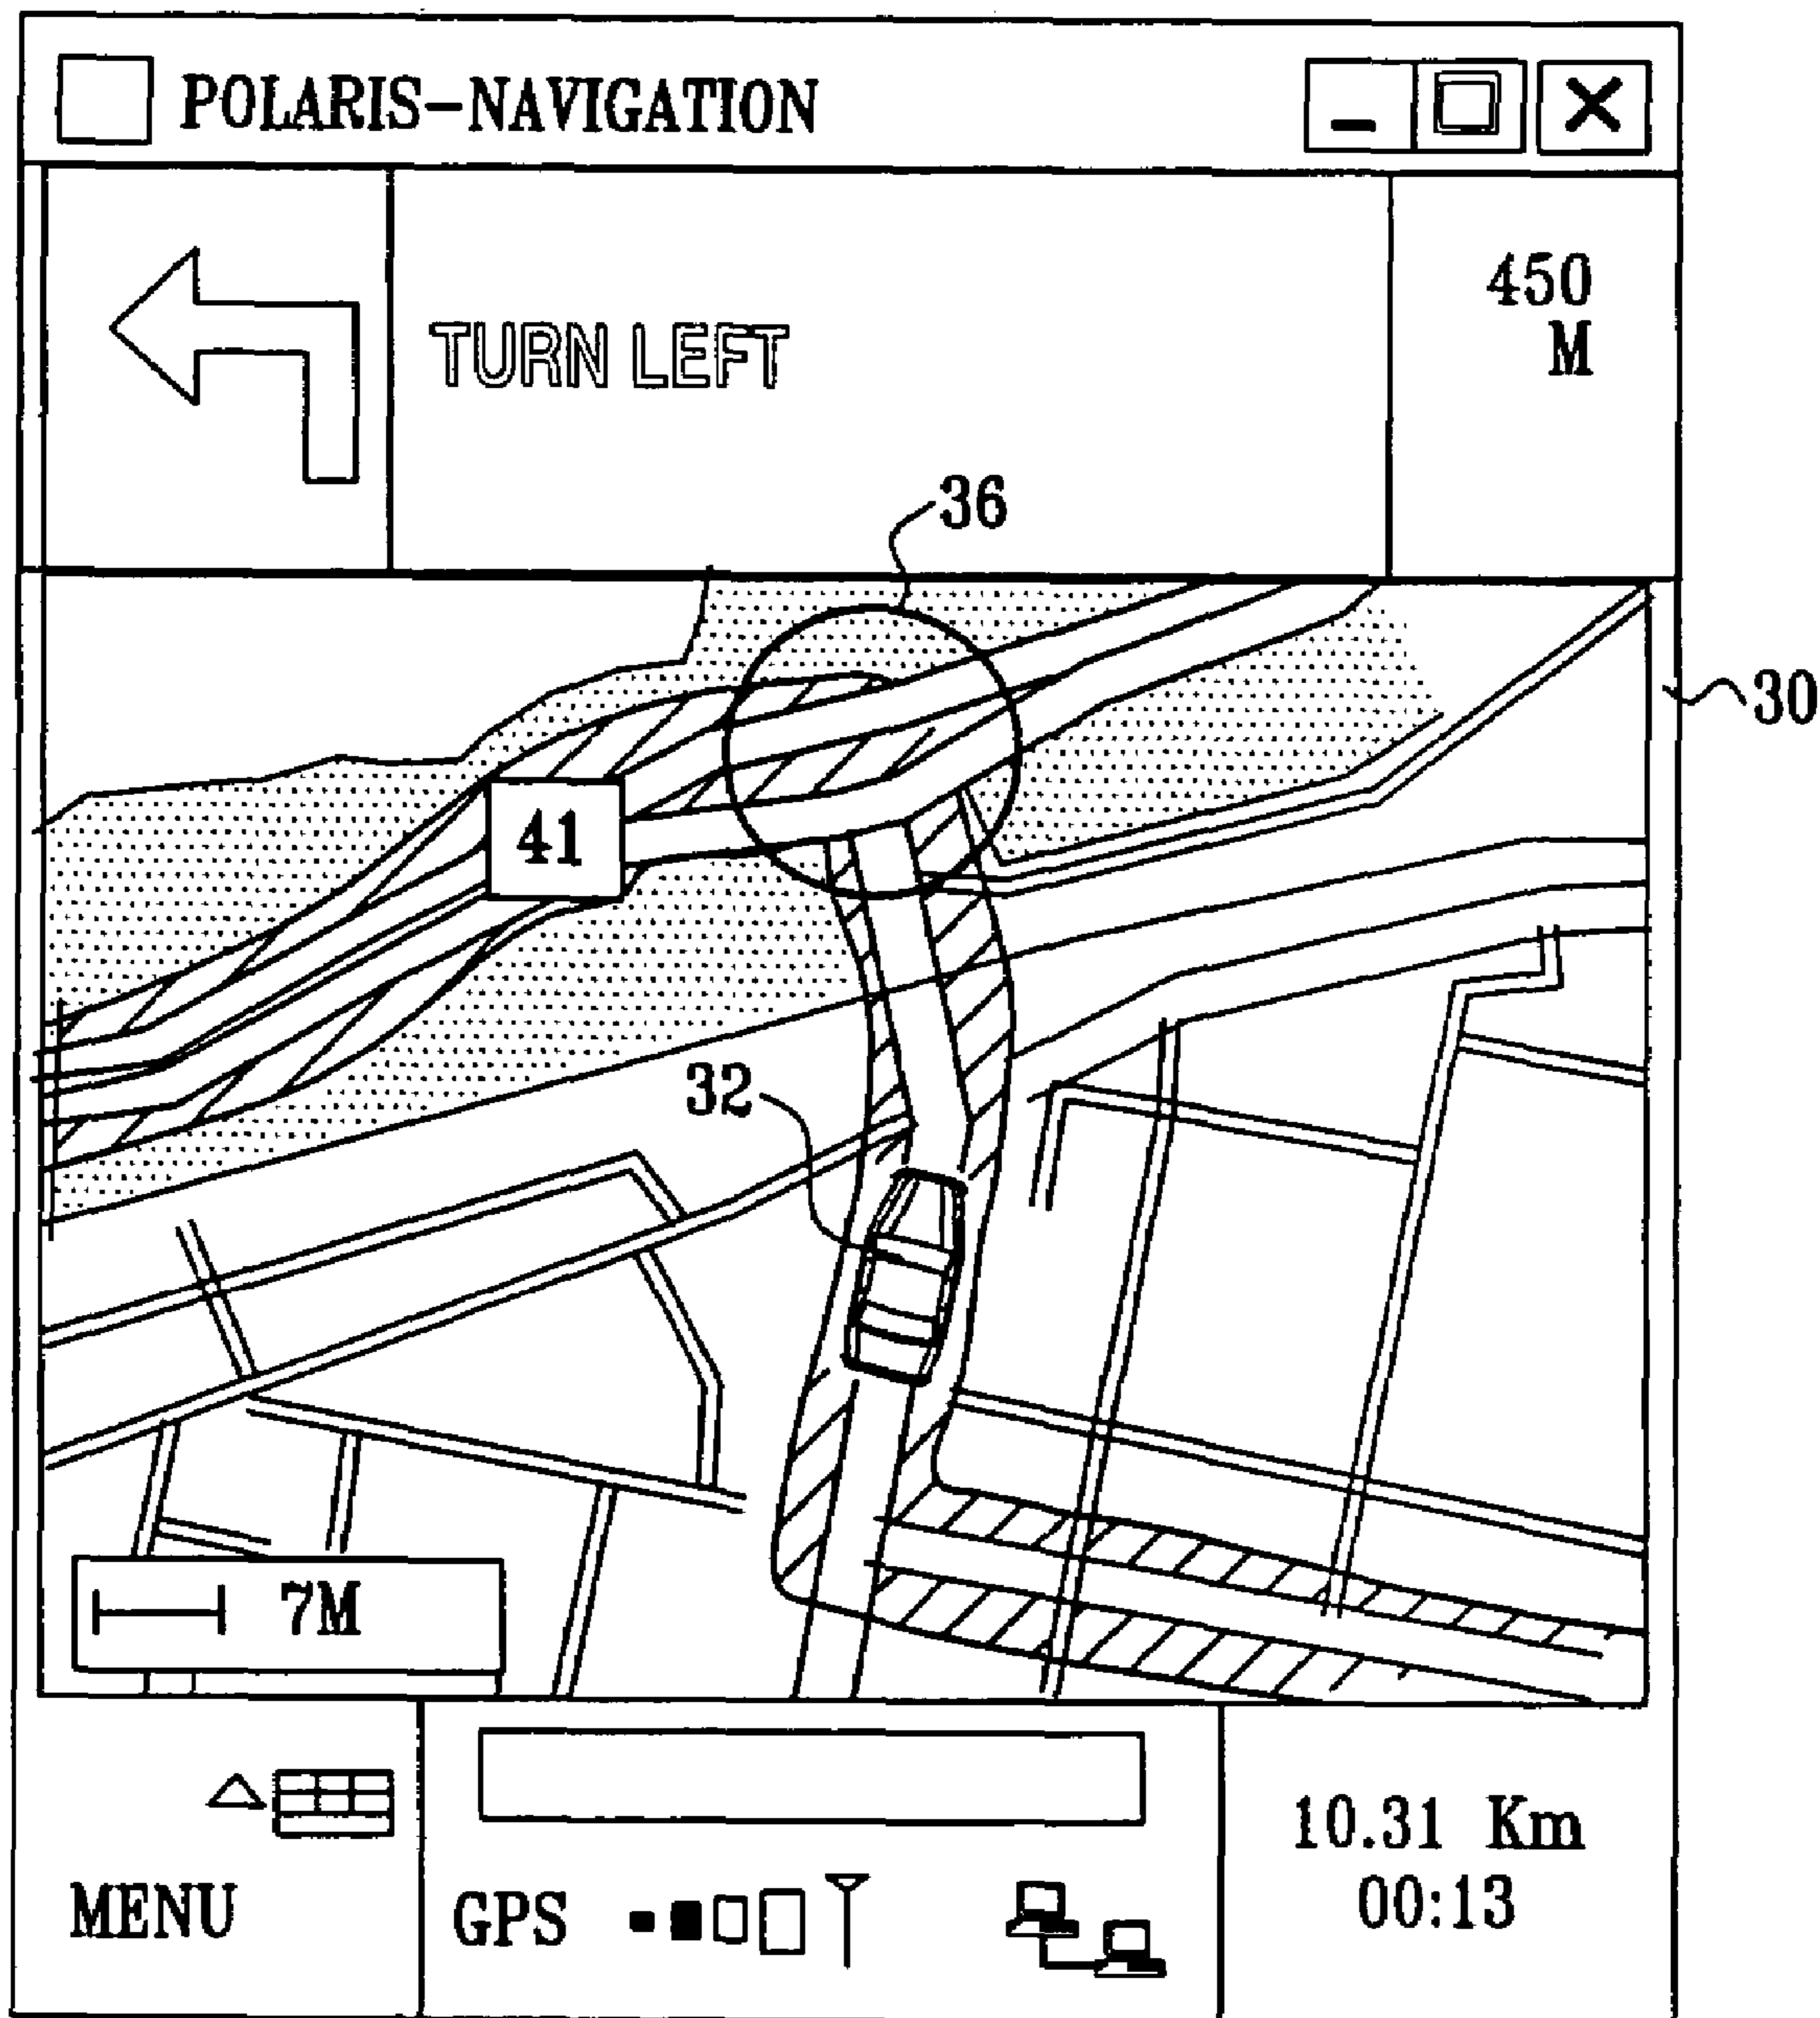 POLARIS-NAVIGATION
TURN LEFT
450
M
36
30
41
32
7M
MENU
GPS
10.31 Km
00:13